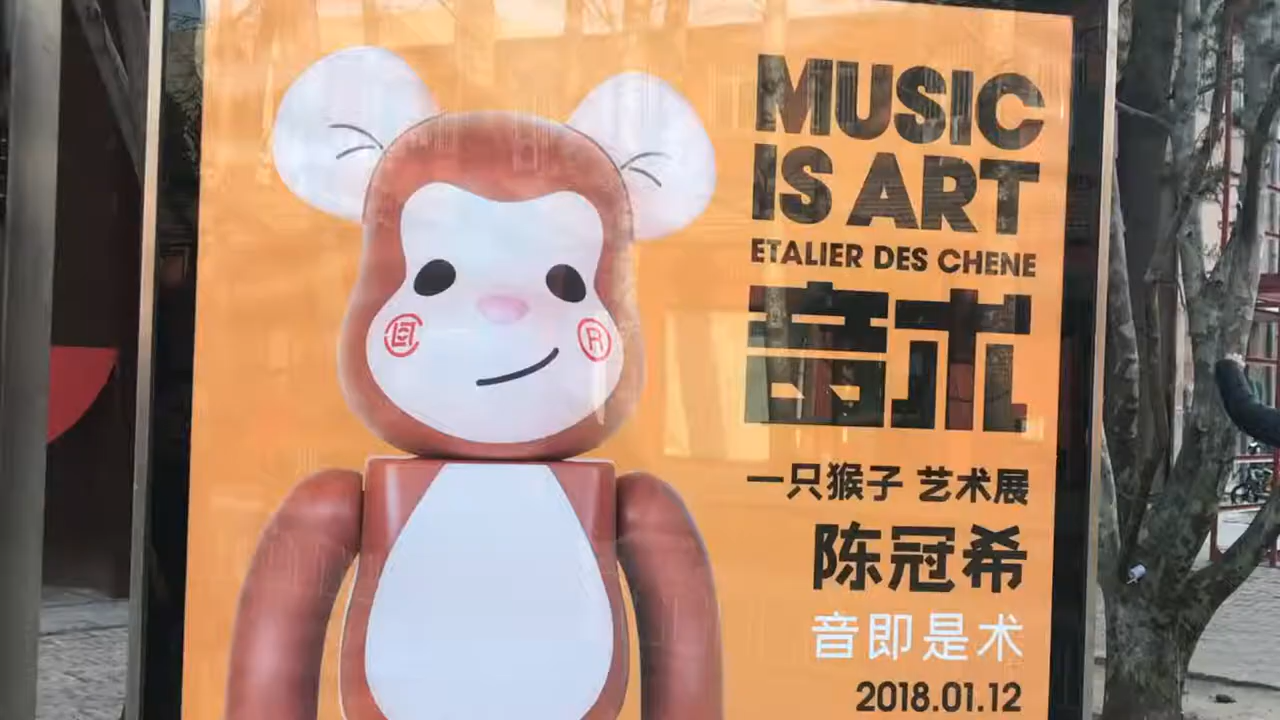 MUSIC
IS ART
ETALIER DES CHENE
音术
一只猴子 艺术展
陈冠希
音即是术
2018.01.12
R